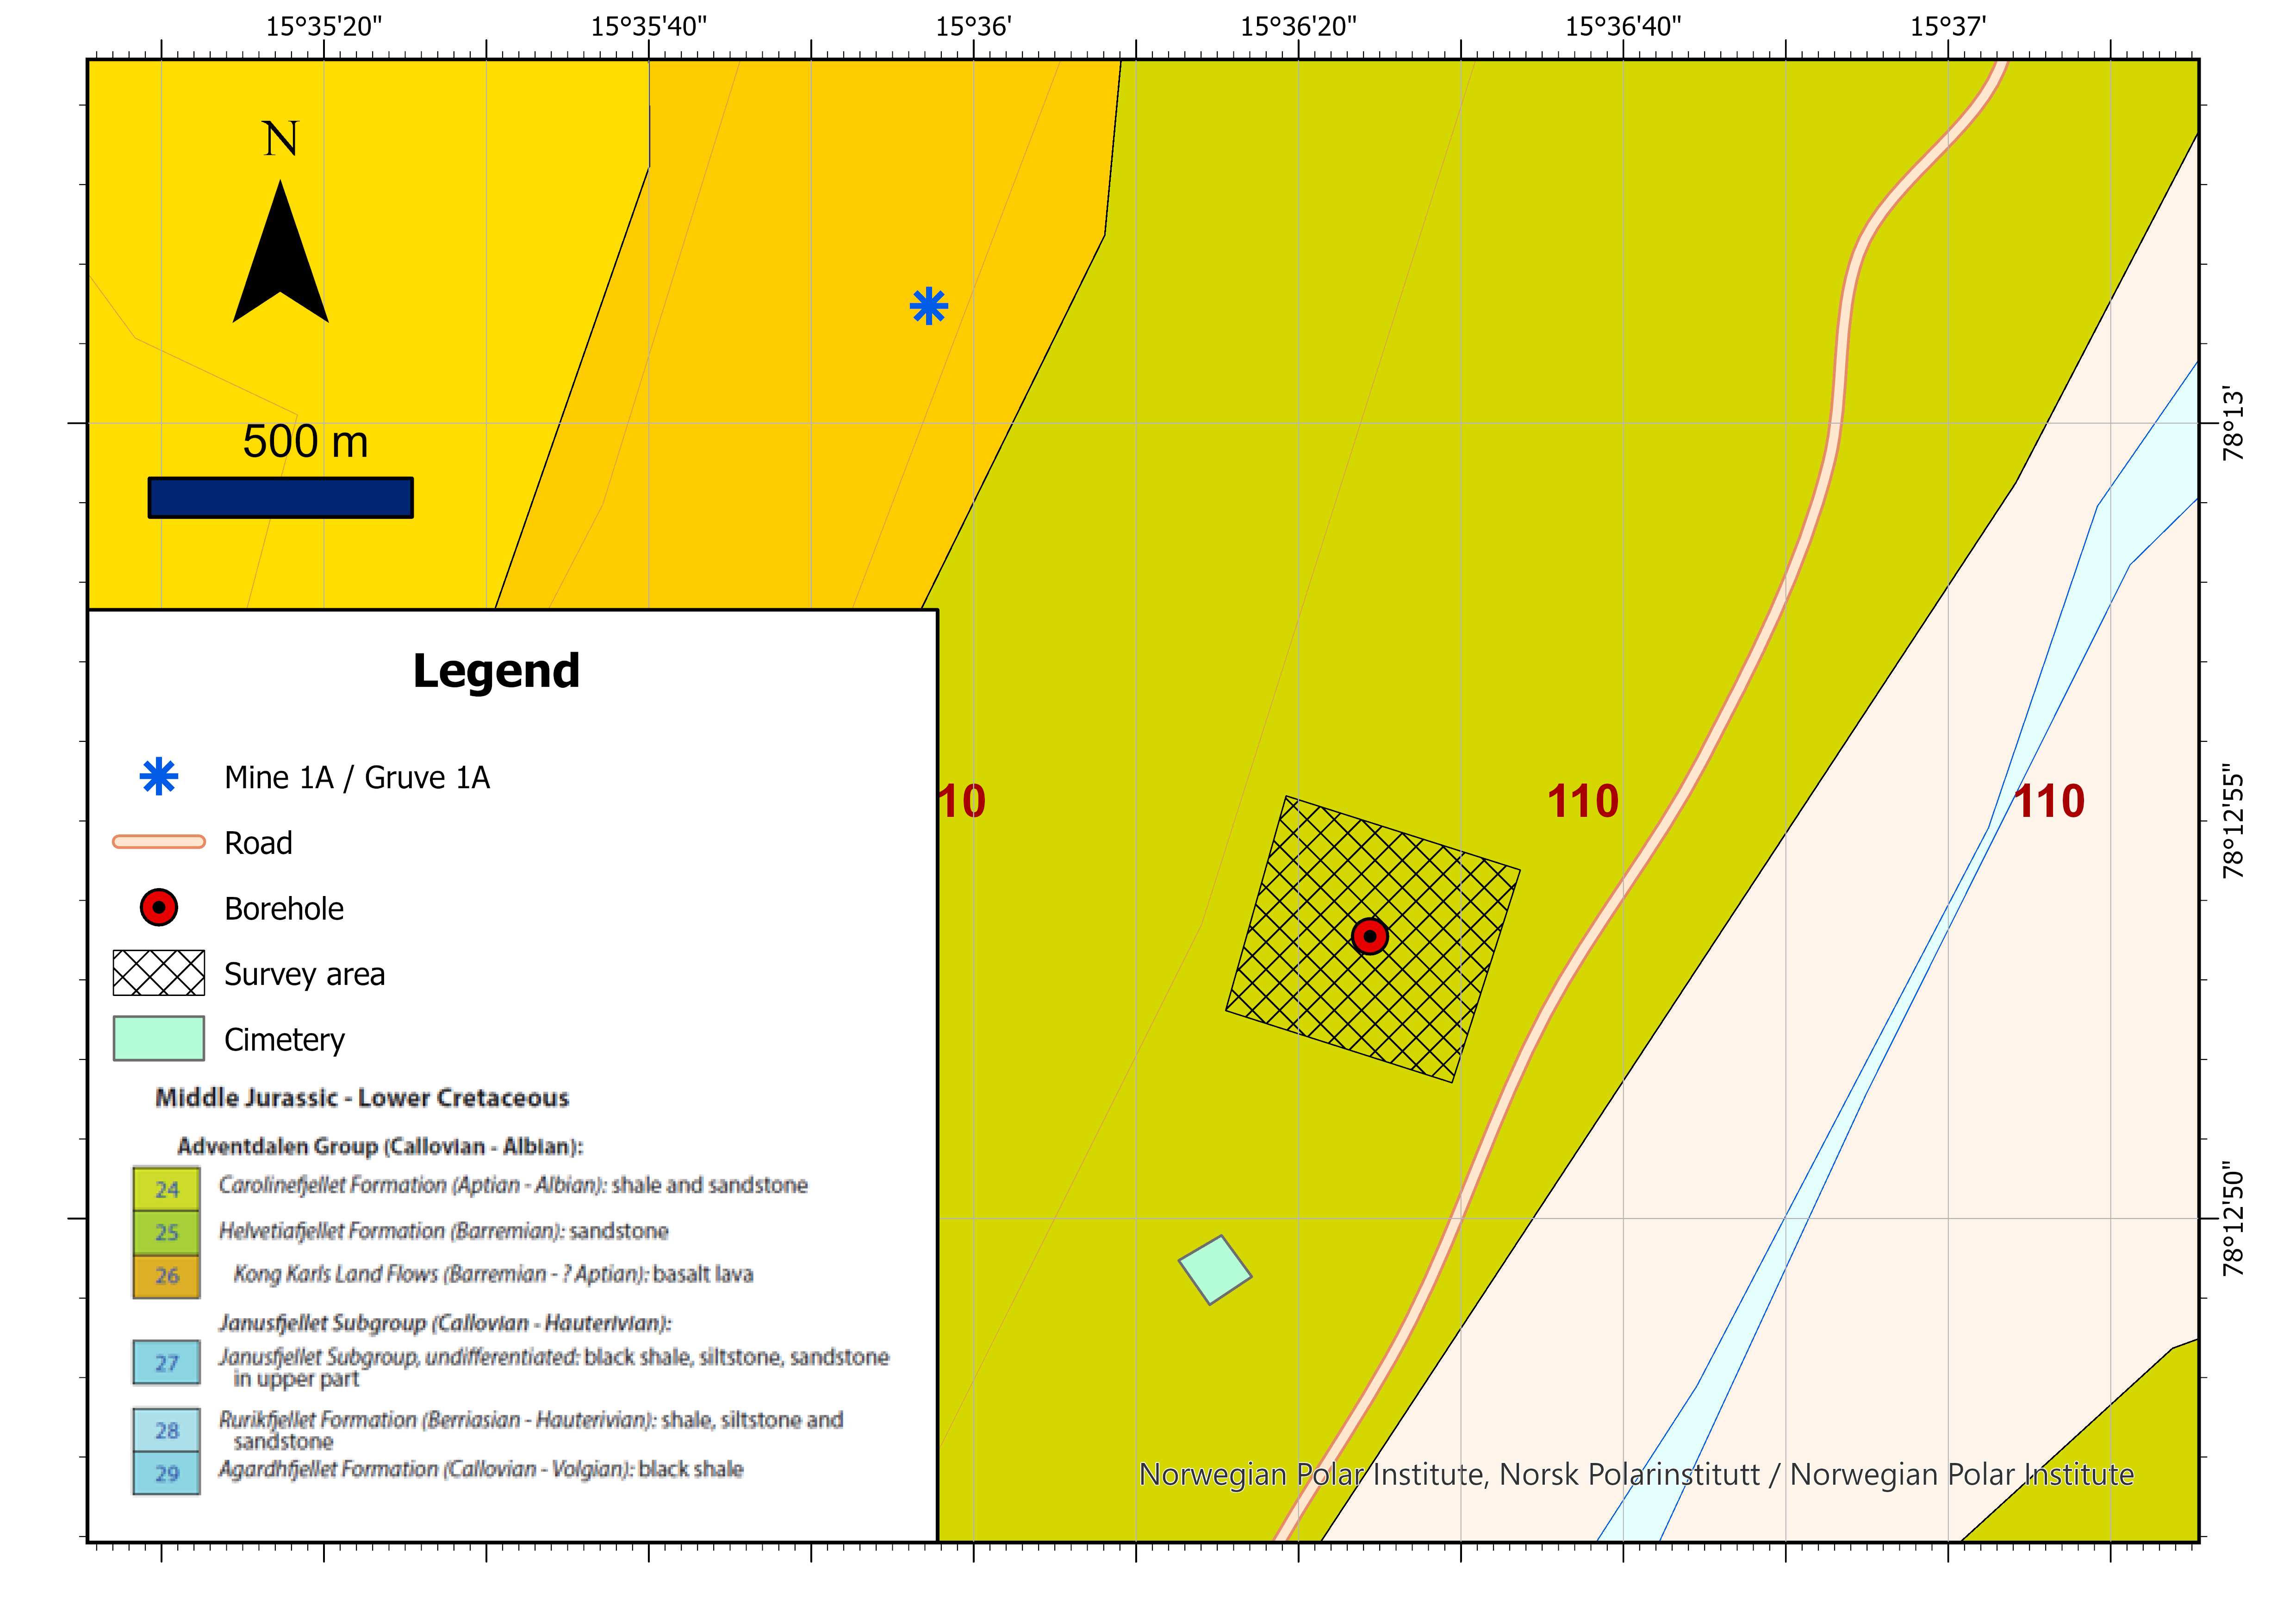 15°35'20"
15°35'40"
15°36'
15°36'20"
15°36'40"
15°37'
N
78°13'
500 m
Legend
Mine 1A / Gruve 1A
10
110
110
78°12'55"
Road
Borehole
Survey area
Cimetery
Middle Jurassic - Lower Cretaceous
Adventdalen Group (Callovian - Albian):
24 Carolinefjellet Formation (Aptian - Albian): shale and sandstone
78°12'50"
25 Helvetiafjellet Formation (Barremian): sandstone
26 Kong Karls Land Flows (Barremian - ? Aptian): basalt lava
Janusfjellet Subgroup (Callovian - Hauterivian):
27 Janusfjellet Subgroup, undifferentiated: black shale, siltstone, sandstone
in upper part
28 Rurikfjellet Formation (Berriasian - Hauterivian): shale, siltstone and
sandstone
29 Agardhfjellet Formation (Callovian - Volgian): black shale
Norwegian Polar Institute, Norsk Polarinstitutt / Norwegian Polar Institute